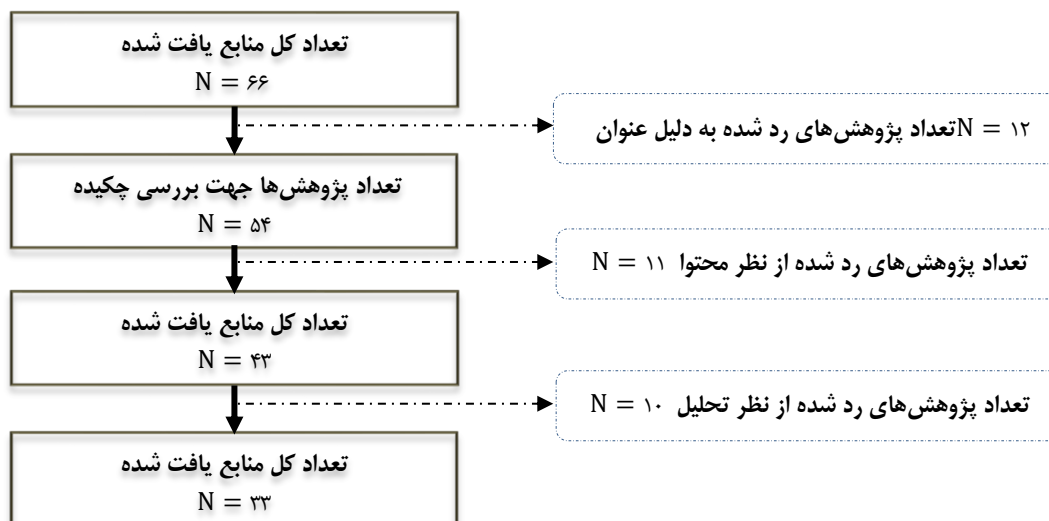 تعداد کل منابع یافت شده
N = ۶۶
N = ۱۲تعداد پژوهش‌های رد شده به دلیل عنوان
تعداد پژوهش‌ها جهت بررسی چکیده
N = ۵۴
تعداد پژوهش‌های رد شده از نظر محتوا N = ۱۱
تعداد کل منابع یافت شده
N = ۴۳
تعداد پژوهش‌های رد شده از نظر تحلیل N = ۱۰
تعداد کل منابع یافت شده
N = ۳۳